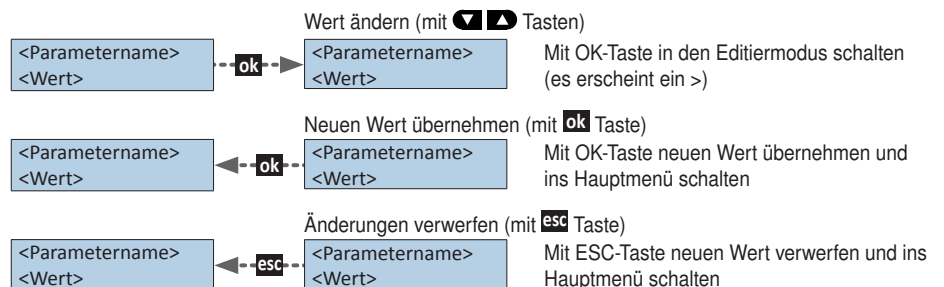 Wert ändern (mit ▼ ▲ Tasten)
<Parametername>
<Wert>
ok
<Parametername>
<Wert>
Mit OK-Taste in den Editiermodus schalten
(es erscheint ein >)
Neuen Wert übernehmen (mit ok Taste)
<Parametername>
<Wert>
ok
<Parametername>
<Wert>
Mit OK-Taste neuen Wert übernehmen und
ins Hauptmenü schalten
Änderungen verwerfen (mit esc Taste)
<Parametername>
<Wert>
esc
<Parametername>
<Wert>
Mit ESC-Taste neuen Wert verwerfen und ins
Hauptmenü schalten